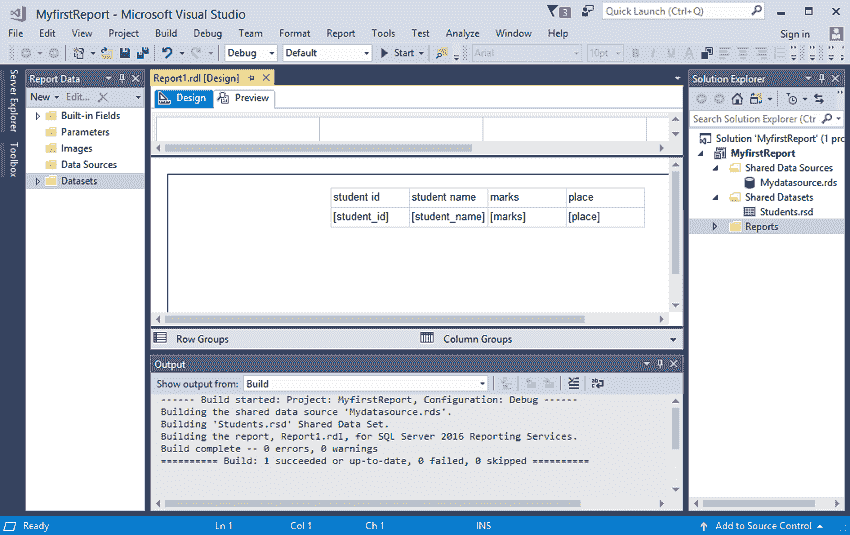 MyfirstReport - Microsoft Visual Studio
3
Quick Launch (Ctrl+Q)
File Edit View Project Build Debug Team Format Report Tools Test Analyze Window Help
Sign in
Debug Default Start Arial 10pt B I U A
Server Explorer
Toolbox
Report Data
New Edit...
Built-in Fields
Parameters
Images
Data Sources
Datasets
Report1.rdl [Design]
Design Preview
student id student name marks place
[student_id] [student_name] [marks] [place]
Row Groups Column Groups
Output
Show output from: Build
------ Build started: Project: MyfirstReport, Configuration: Debug ------
Building the shared data source 'Mydatasource.rds'.
Building 'Students.rsd' Shared Data Set.
Building the report, Report1.rdl, for SQL Server 2016 Reporting Services.
Build complete -- 0 errors, 0 warnings
========== Build: 1 succeeded or up-to-date, 0 failed, 0 skipped ==========
Solution Explorer
Search Solution Explorer (Ctr
Solution 'MyfirstReport' (1 pro
MyfirstReport
Shared Data Sources
Mydatasource.rds
Shared Datasets
Students.rsd
Reports
Ready Ln 1 Col 1 Ch 1 INS Add to Source Control